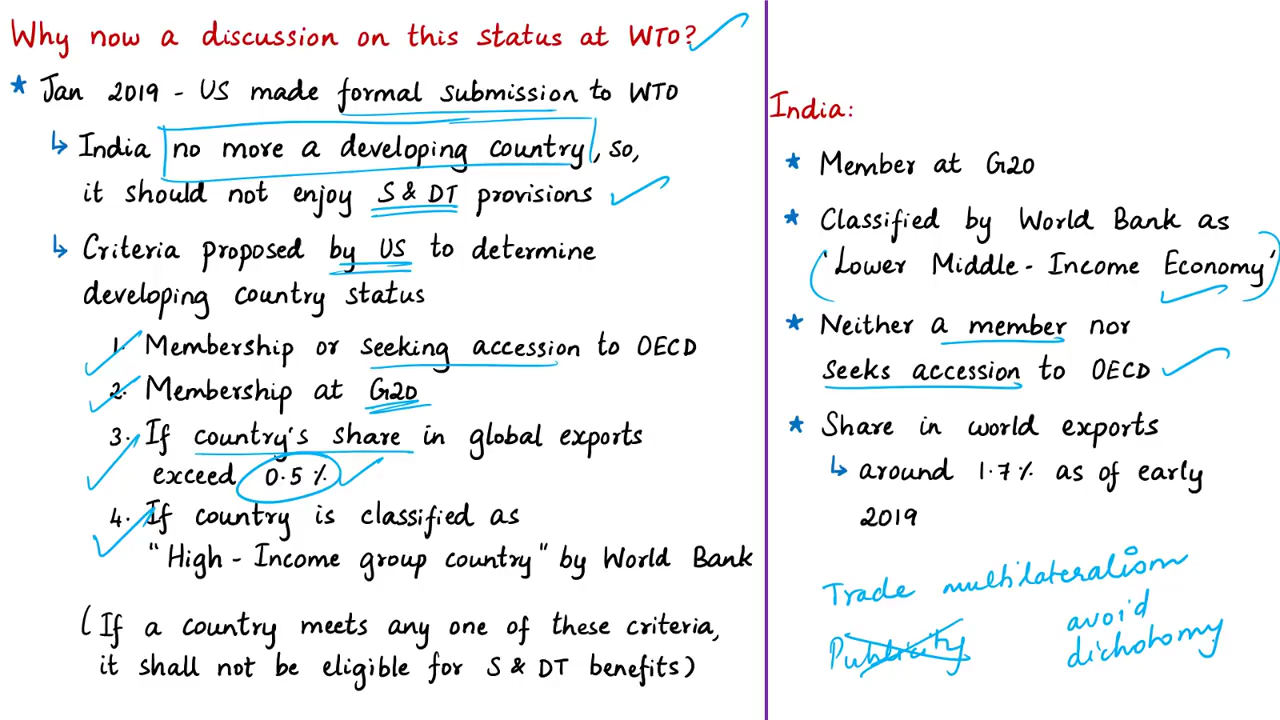 Why now a discussion on this status at WTO?
* Jan 2019 - US made formal submission to WTO
↳ India no more a developing country, so,
it should not enjoy S & DT provisions
↳ Criteria proposed by US to determine
developing country status
1. Membership or seeking accession to OECD
2. Membership at G20
3. If country's share in global exports
exceed 0.5 %
4. If country is classified as
"High - Income group country" by World Bank
(If a country meets any one of these criteria,
it shall not be eligible for S & DT benefits)
India:
* Member at G20
* Classified by World Bank as
'Lower Middle - Income Economy'
* Neither a member nor
seeks accession to OECD
* Share in world exports
↳ around 1.7 % as of early
2019
Trade multilateralism
avoid
Publicity dichotomy